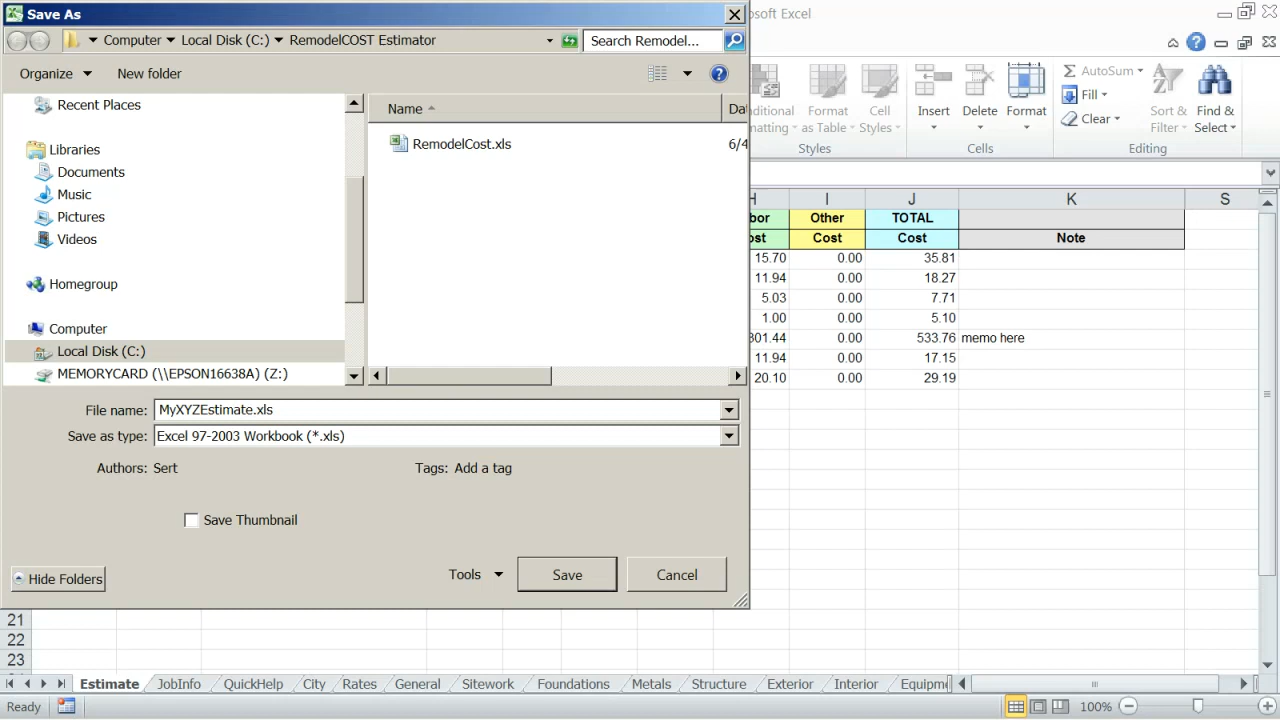 Save As
osoft Excel
Computer Local Disk (C:) RemodelCOST Estimator
Search Remodel...
Organize New folder
Recent Places
Libraries
Documents
Music
Pictures
Videos
Homegroup
Computer
Local Disk (C:)
MEMORYCARD (\\EPSON16638A) (Z:)
Name Da
RemodelCost.xls 6/4
File name: MyXYZEstimate.xls
Save as type: Excel 97-2003 Workbook (*.xls)
Authors: Sert Tags: Add a tag
Save Thumbnail
Hide Folders
Tools Save Cancel
ditional Format Cell Insert Delete Format
matting as Table Styles
Styles Cells
Σ AutoSum
Fill
Clear
Sort & Find &
Filter Select
Editing
H I J K S
bor Other TOTAL
ost Cost Cost Note
15.70 0.00 35.81
11.94 0.00 18.27
5.03 0.00 7.71
1.00 0.00 5.10
301.44 0.00 533.76 memo here
11.94 0.00 17.15
20.10 0.00 29.19
21
22
23
Estimate JobInfo QuickHelp City Rates General Sitework Foundations Metals Structure Exterior Interior Equipme
Ready 100%